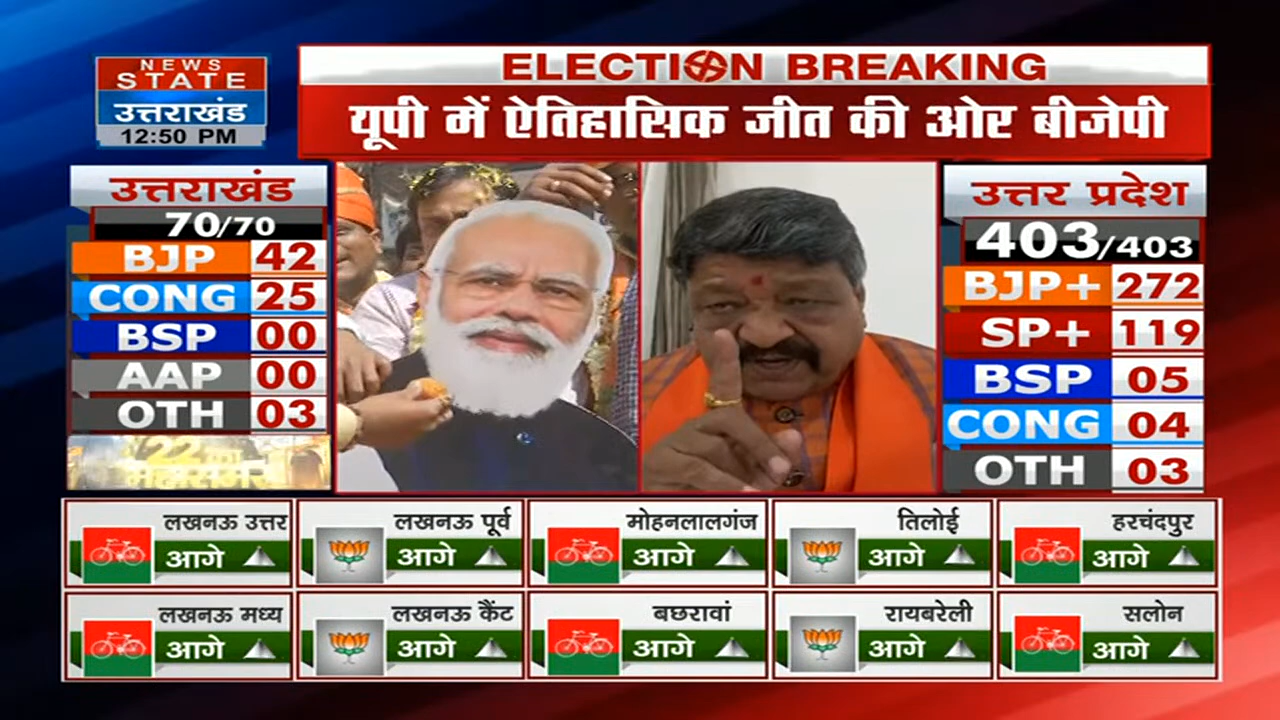 NEWS
STATE
उत्तराखंड
12:50 PM
ELECTION BREAKING
यूपी में ऐतिहासिक जीत की ओर बीजेपी
उत्तराखंड
70/70
BJP 42
CONG 25
BSP 00
AAP 00
OTH 03
'22 का
महासमर
उत्तर प्रदेश
403/403
BJP+ 272
SP+ 119
BSP 05
CONG 04
OTH 03
लखनऊ उत्तर
आगे
लखनऊ पूर्व
आगे
मोहनलालगंज
आगे
तिलोई
आगे
हरचंदपुर
आगे
लखनऊ मध्य
आगे
लखनऊ कैंट
आगे
बछरावां
आगे
रायबरेली
आगे
सलोन
आगे